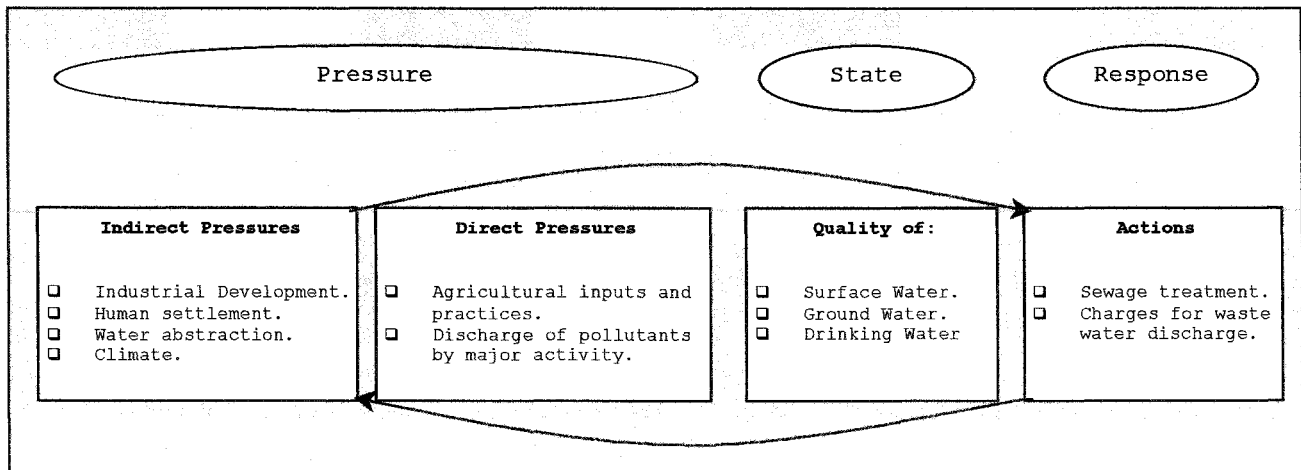 Pressure
State
Response
Indirect Pressures
❑ Industrial Development.
❑ Human settlement.
❑ Water abstraction.
❑ Climate.
Direct Pressures
❑ Agricultural inputs and
practices.
❑ Discharge of pollutants
by major activity.
Quality of:
❑ Surface Water.
❑ Ground Water.
❑ Drinking Water
Actions
❑ Sewage treatment.
❑ Charges for waste
water discharge.